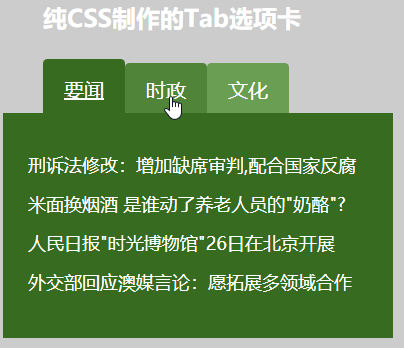 纯CSS制作的Tab选项卡
要闻 时政 文化
刑诉法修改：增加缺席审判,配合国家反腐
米面换烟酒 是谁动了养老人员的"奶酪"?
人民日报"时光博物馆"26日在北京开展
外交部回应澳媒言论：愿拓展多领域合作